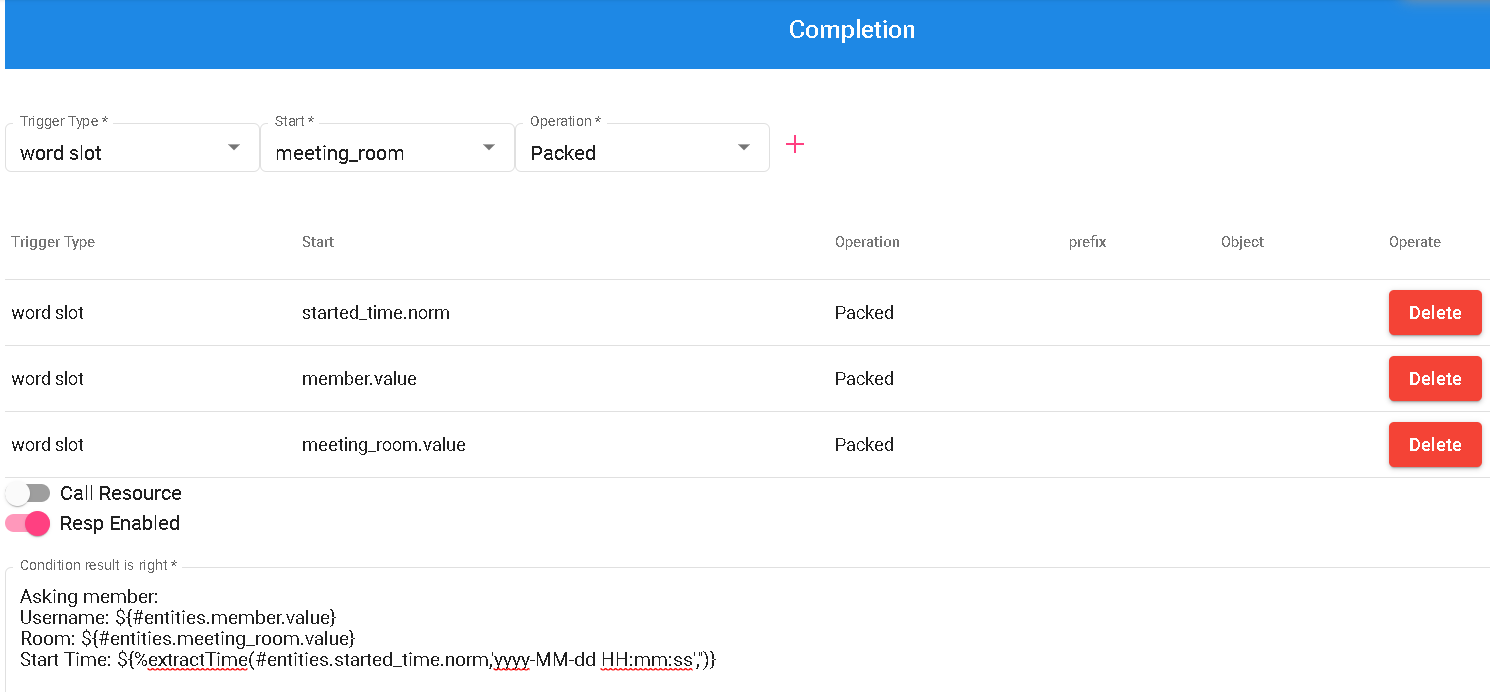 Completion
Trigger Type * Start * Operation *
word slot meeting_room Packed +
Trigger Type Start Operation prefix Object Operate
word slot started_time.norm Packed Delete
word slot member.value Packed Delete
word slot meeting_room.value Packed Delete
Call Resource
Resp Enabled
Condition result is right *
Asking member:
Username: ${#entities.member.value}
Room: ${#entities.meeting_room.value}
Start Time: ${%extractTime(#entities.started_time.norm,'yyyy-MM-dd HH:mm:ss','')}